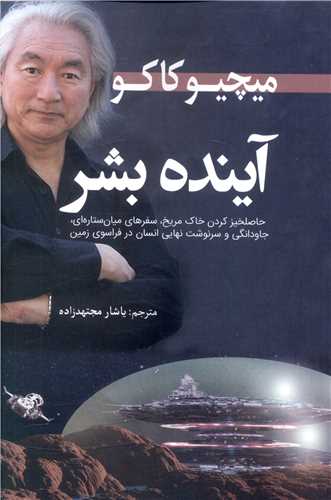 میچیو کاکو
آینده بشر
حاصلخیز کردن خاک مریخ، سفرهای میان‌ستاره‌ای،
جاودانگی و سرنوشت نهایی انسان در فراسوی زمین
مترجم: باشار مجتهدزاده